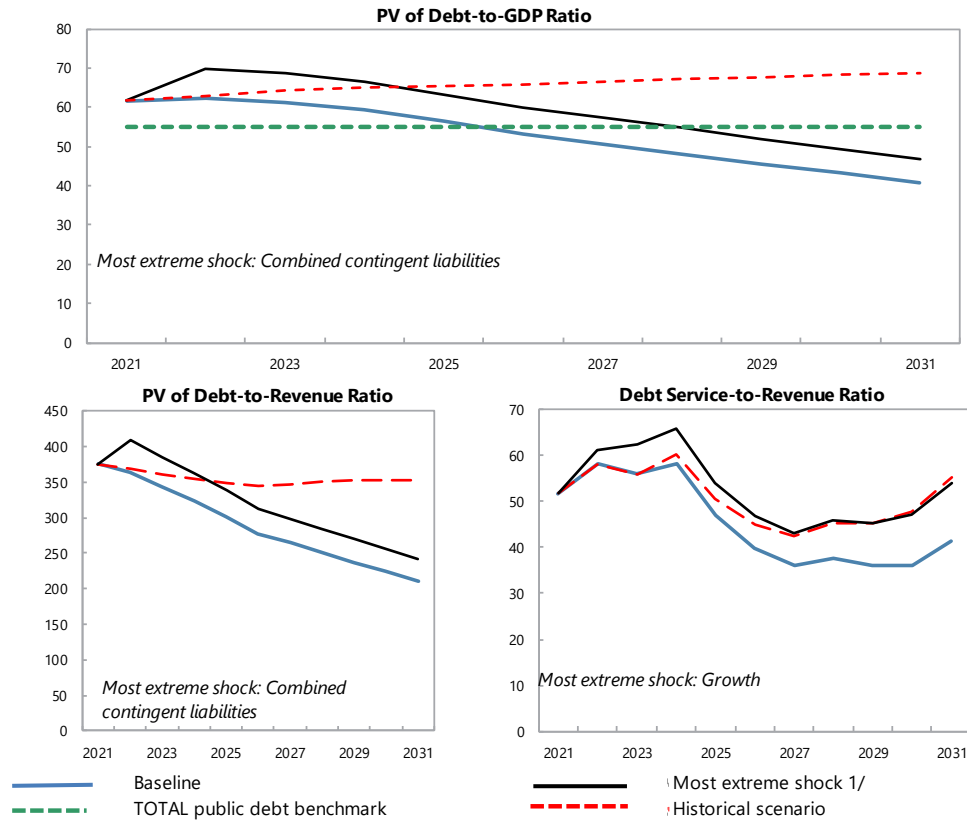 PV of Debt-to-GDP Ratio
80
70
60
50
40
30
20
10
0
Most extreme shock: Combined contingent liabilities
2021 2023 2025 2027 2029 2031
PV of Debt-to-Revenue Ratio
450
400
350
300
250
200
150
100
50
0
Most extreme shock: Combined
contingent liabilities
2021 2023 2025 2027 2029 2031
Debt Service-to-Revenue Ratio
70
60
50
40
30
20
10
0
Most extreme shock: Growth
2021 2023 2025 2027 2029 2031
Baseline
TOTAL public debt benchmark
Most extreme shock 1/
Historical scenario